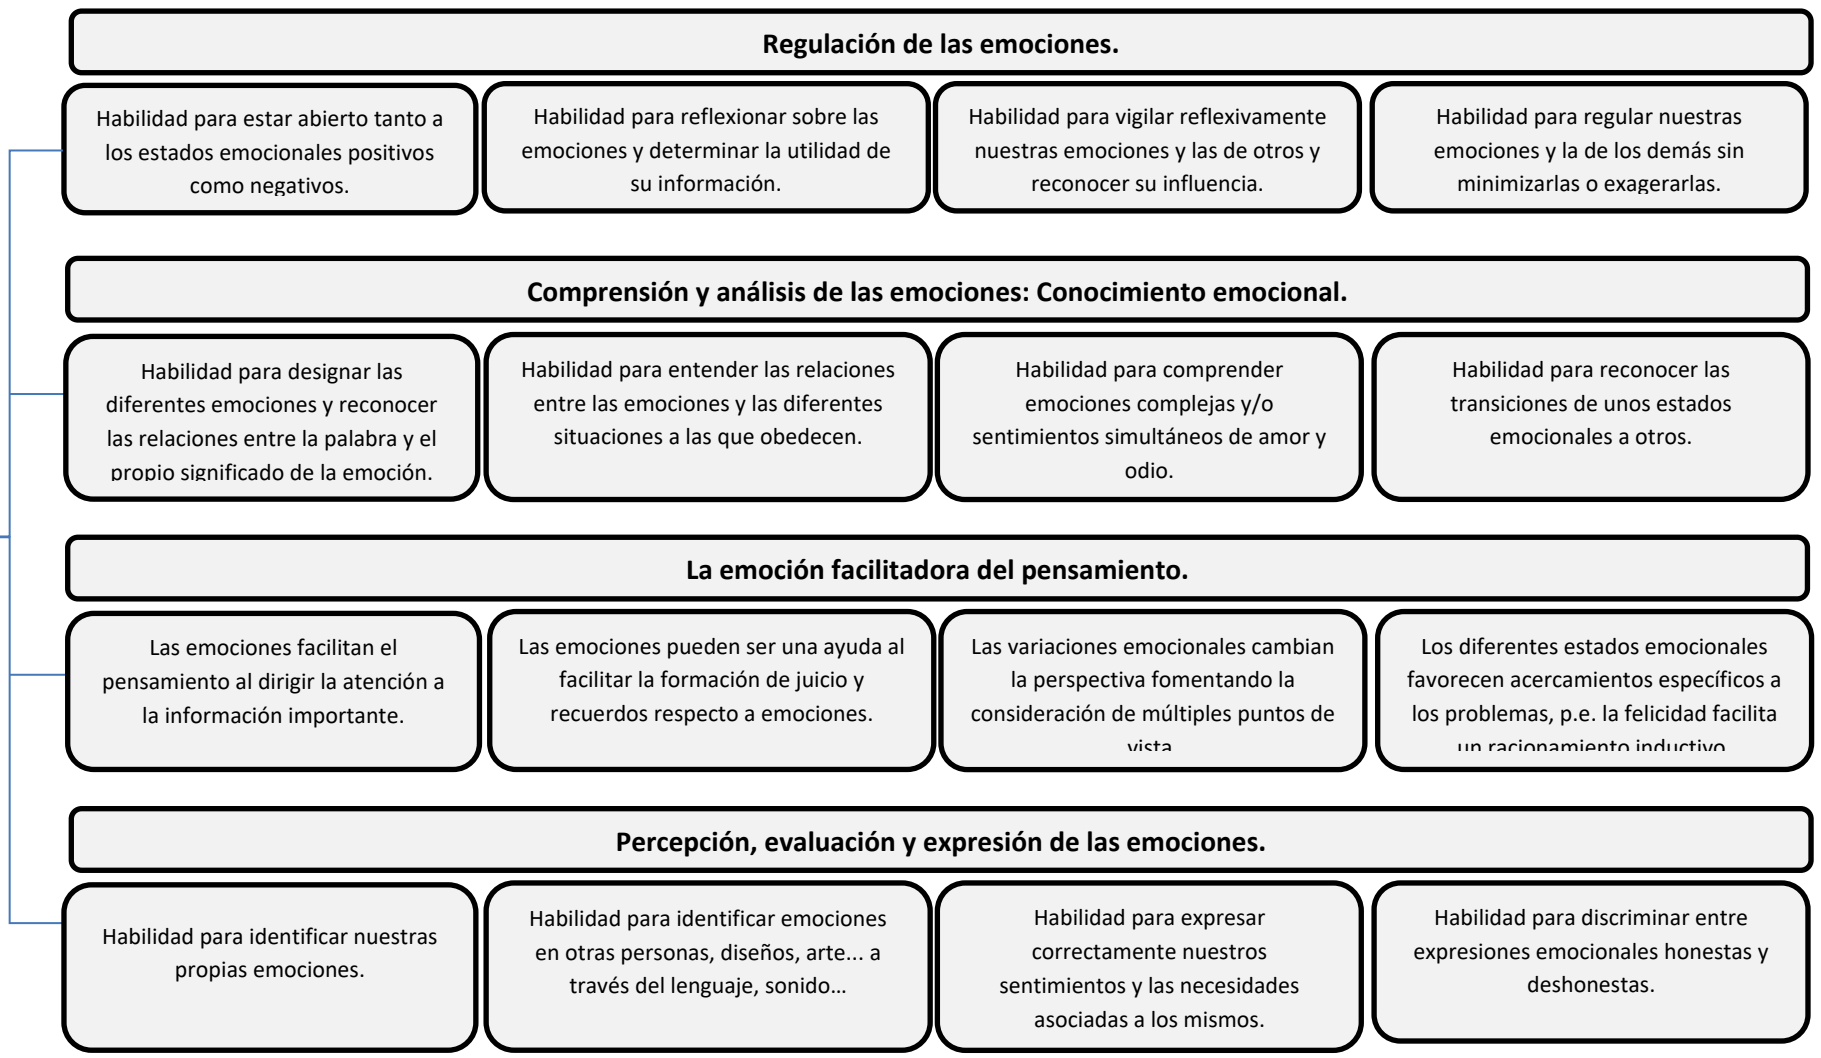 Regulación de las emociones.
Habilidad para estar abierto tanto a
los estados emocionales positivos
como negativos.
Habilidad para reflexionar sobre las
emociones y determinar la utilidad de
su información.
Habilidad para vigilar reflexivamente
nuestras emociones y las de otros y
reconocer su influencia.
Habilidad para regular nuestras
emociones y la de los demás sin
minimizarlas o exagerarlas.
Comprensión y análisis de las emociones: Conocimiento emocional.
Habilidad para designar las
diferentes emociones y reconocer
las relaciones entre la palabra y el
propio significado de la emoción.
Habilidad para entender las relaciones
entre las emociones y las diferentes
situaciones a las que obedecen.
Habilidad para comprender
emociones complejas y/o
sentimientos simultáneos de amor y
odio.
Habilidad para reconocer las
transiciones de unos estados
emocionales a otros.
La emoción facilitadora del pensamiento.
Las emociones facilitan el
pensamiento al dirigir la atención a
la información importante.
Las emociones pueden ser una ayuda al
facilitar la formación de juicio y
recuerdos respecto a emociones.
Las variaciones emocionales cambian
la perspectiva fomentando la
consideración de múltiples puntos de
vista
Los diferentes estados emocionales
favorecen acercamientos específicos a
los problemas, p.e. la felicidad facilita
un racionamiento inductivo
Percepción, evaluación y expresión de las emociones.
Habilidad para identificar nuestras
propias emociones.
Habilidad para identificar emociones
en otras personas, diseños, arte... a
través del lenguaje, sonido…
Habilidad para expresar
correctamente nuestros
sentimientos y las necesidades
asociadas a los mismos.
Habilidad para discriminar entre
expresiones emocionales honestas y
deshonestas.